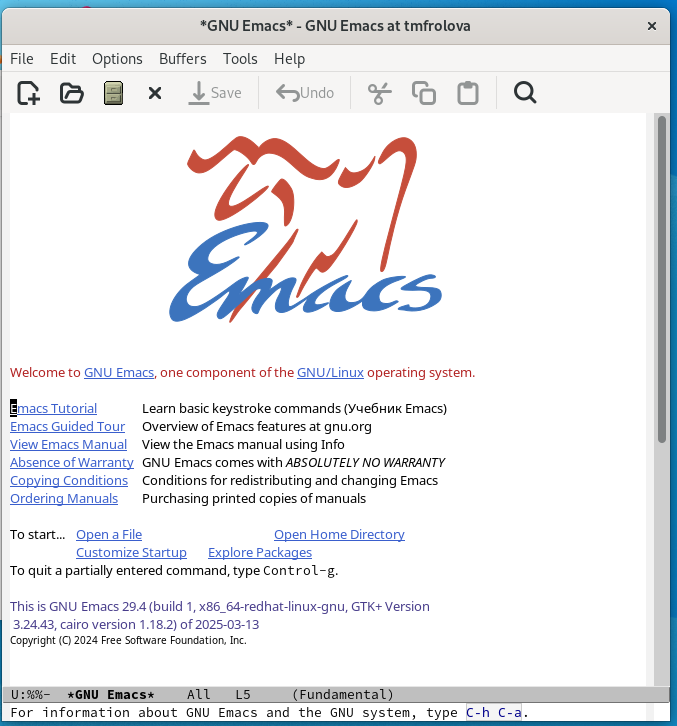 *GNU Emacs* - GNU Emacs at tmfrolova
File Edit Options Buffers Tools Help
Save Undo
Emacs
Welcome to GNU Emacs, one component of the GNU/Linux operating system.
Emacs Tutorial Learn basic keystroke commands (Учебник Emacs)
Emacs Guided Tour Overview of Emacs features at gnu.org
View Emacs Manual View the Emacs manual using Info
Absence of Warranty GNU Emacs comes with ABSOLUTELY NO WARRANTY
Copying Conditions Conditions for redistributing and changing Emacs
Ordering Manuals Purchasing printed copies of manuals
To start... Open a File Open Home Directory
Customize Startup Explore Packages
To quit a partially entered command, type Control-g.
This is GNU Emacs 29.4 (build 1, x86_64-redhat-linux-gnu, GTK+ Version
3.24.43, cairo version 1.18.2) of 2025-03-13
Copyright (C) 2024 Free Software Foundation, Inc.
U:%%- *GNU Emacs* All L5 (Fundamental)
For information about GNU Emacs and the GNU system, type C-h C-a.